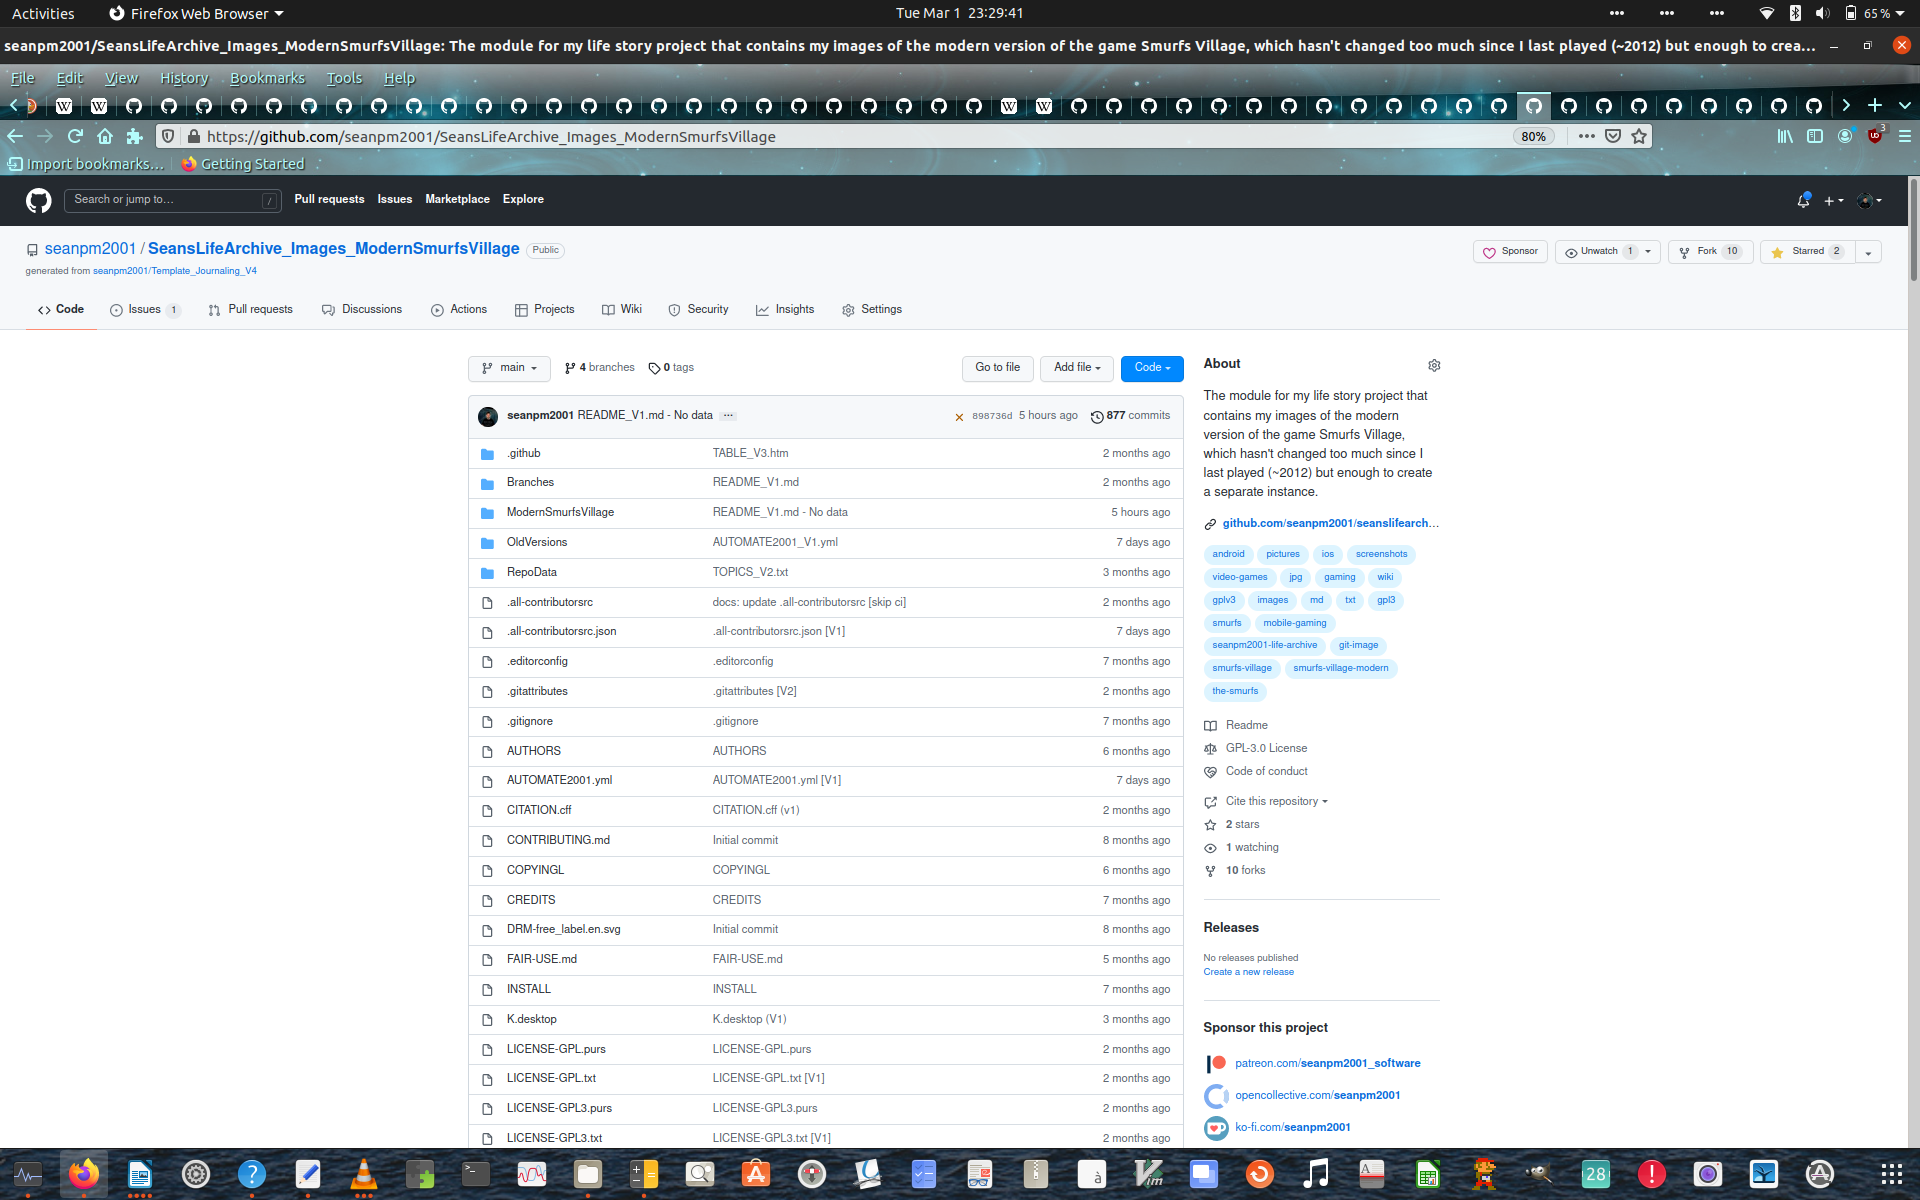 Activities
Firefox Web Browser
Tue Mar 1 23:29:41
65 %
seanpm2001/SeansLifeArchive_Images_ModernSmurfsVillage: The module for my life story project that contains my images of the modern version of the game Smurfs Village, which hasn't changed too much since I last played (~2012) but enough to crea…
File Edit View History Bookmarks Tools Help
https://github.com/seanpm2001/SeansLifeArchive_Images_ModernSmurfsVillage
80%
3
Import bookmarks… Getting Started
Search or jump to… /
Pull requests Issues Marketplace Explore
seanpm2001 / SeansLifeArchive_Images_ModernSmurfsVillage Public
generated from seanpm2001/Template_Journaling_V4
Sponsor Unwatch 1 Fork 10 Starred 2
Code Issues 1 Pull requests Discussions Actions Projects Wiki Security Insights Settings
main 4 branches 0 tags Go to file Add file Code
seanpm2001 README_V1.md - No data ... 898736d 5 hours ago 877 commits
.github TABLE_V3.htm 2 months ago
Branches README_V1.md 2 months ago
ModernSmurfsVillage README_V1.md - No data 5 hours ago
OldVersions AUTOMATE2001_V1.yml 7 days ago
RepoData TOPICS_V2.txt 3 months ago
.all-contributorsrc docs: update .all-contributorsrc [skip ci] 2 months ago
.all-contributorsrc.json .all-contributorsrc.json [V1] 7 days ago
.editorconfig .editorconfig 7 months ago
.gitattributes .gitattributes [V2] 2 months ago
.gitignore .gitignore 7 months ago
AUTHORS AUTHORS 6 months ago
AUTOMATE2001.yml AUTOMATE2001.yml [V1] 7 days ago
CITATION.cff CITATION.cff (v1) 2 months ago
CONTRIBUTING.md Initial commit 8 months ago
COPYINGL COPYINGL 6 months ago
CREDITS CREDITS 7 months ago
DRM-free_label.en.svg Initial commit 8 months ago
FAIR-USE.md FAIR-USE.md 5 months ago
INSTALL INSTALL 7 months ago
K.desktop K.desktop (V1) 3 months ago
LICENSE-GPL.purs LICENSE-GPL.purs 2 months ago
LICENSE-GPL.txt LICENSE-GPL.txt [V1] 2 months ago
LICENSE-GPL3.purs LICENSE-GPL3.purs 2 months ago
LICENSE-GPL3.txt LICENSE-GPL3.txt [V1] 2 months ago
About
The module for my life story project that
contains my images of the modern
version of the game Smurfs Village,
which hasn't changed too much since I
last played (~2012) but enough to create
a separate instance.
github.com/seanpm2001/seanslifearch…
android pictures ios screenshots
video-games jpg gaming wiki
gplv3 images md txt gpl3
smurfs mobile-gaming
seanpm2001-life-archive git-image
smurfs-village smurfs-village-modern
the-smurfs
Readme
GPL-3.0 License
Code of conduct
Cite this repository
2 stars
1 watching
10 forks
Releases
No releases published
Create a new release
Sponsor this project
patreon.com/seanpm2001_software
opencollective.com/seanpm2001
ko-fi.com/seanpm2001
28